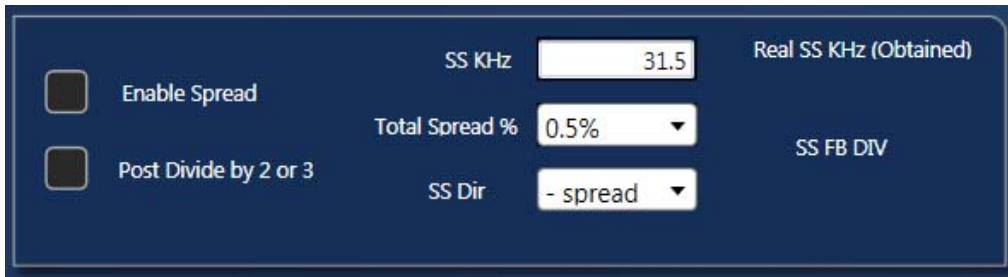 Enable Spread
Post Divide by 2 or 3
SS KHz
31.5
Total Spread %
0.5%
SS Dir
- spread
Real SS KHz (Obtained)
SS FB DIV